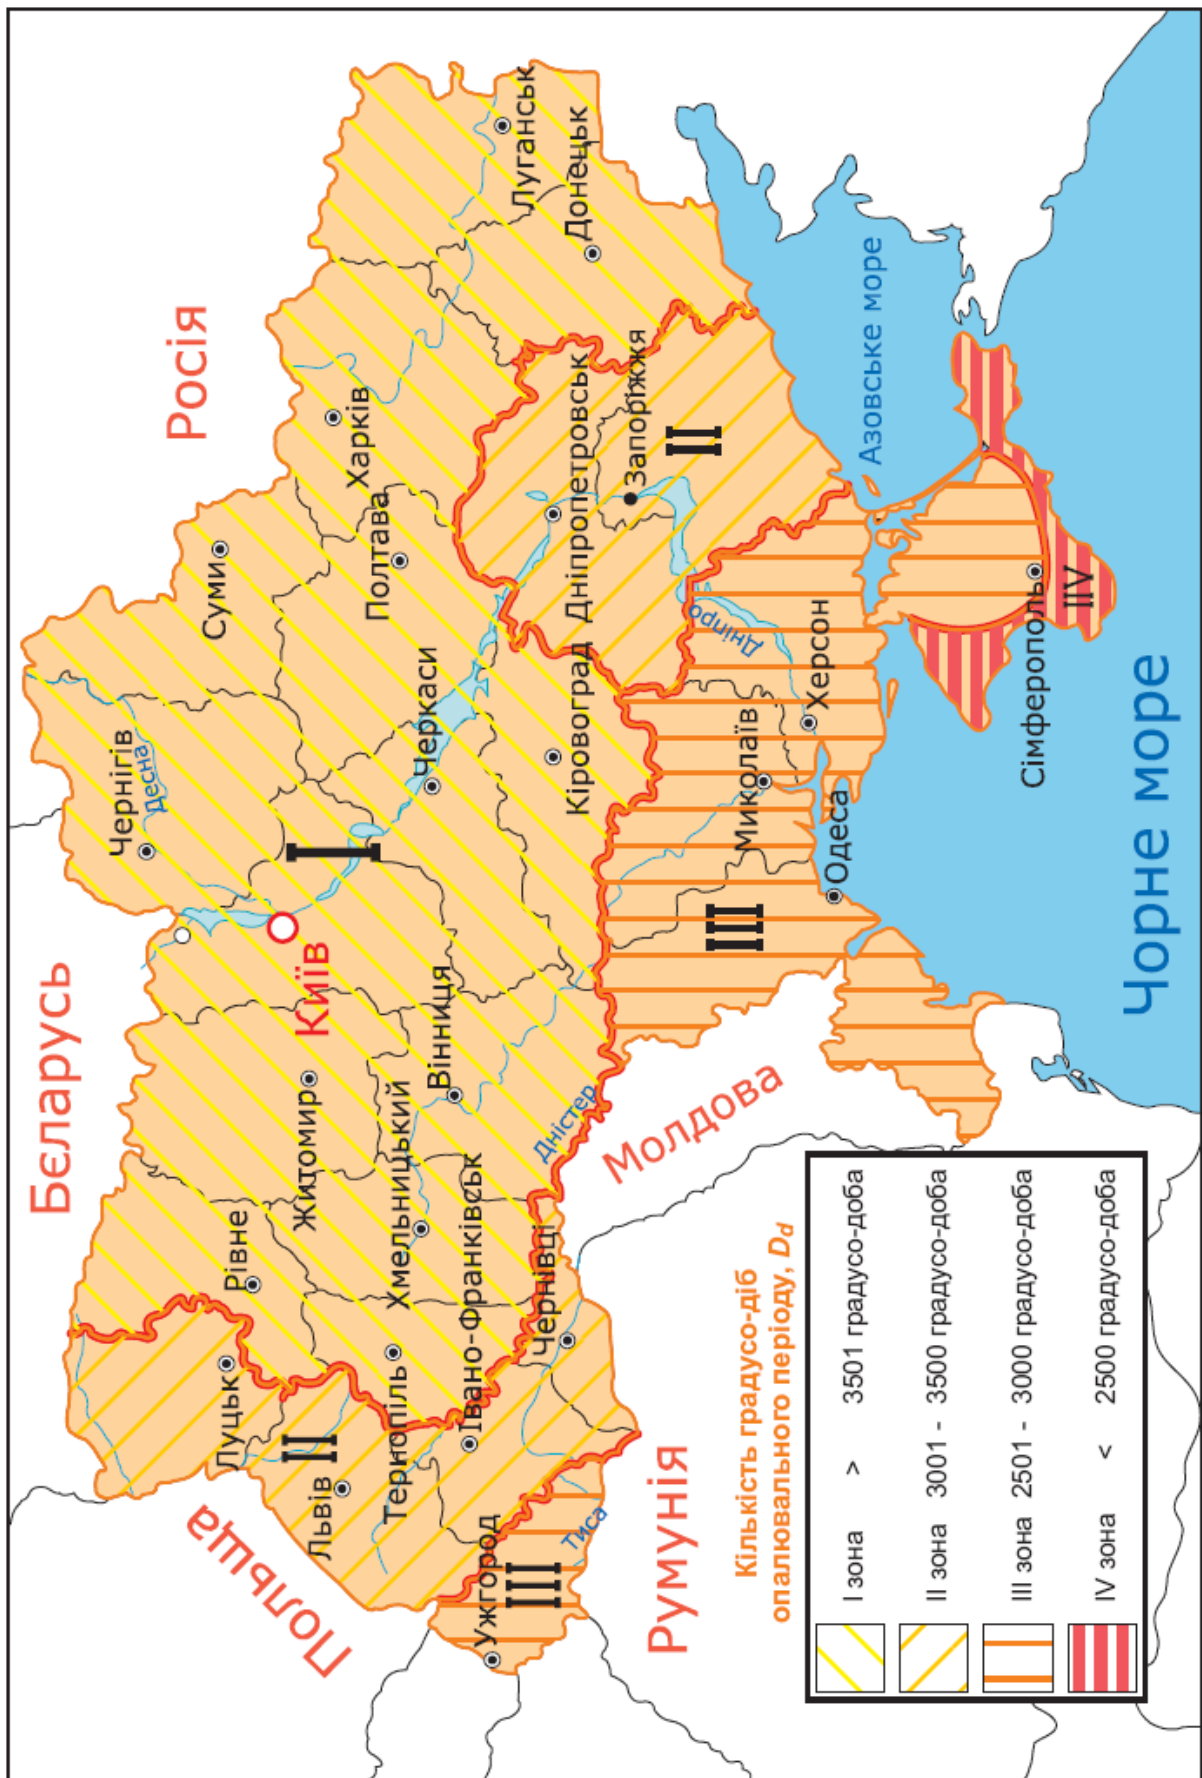 Бєларусь
Росія
Польща
Чернігів
Десна
Суми
Луцьк
Рівне
Київ
I
Житомир
Харків
II
Львів
Тернопіль
Хмельницький
Полтава
Черкаси
Вінниця
Івано-Франківськ
Луганськ
Ужгород
III
Тиса
Чернівці
Дністер
Кіровоград
Дніпропетровськ
Донецьк
Запоріжжя
II
Румунія
Молдова
Дніпро
III
Миколаїв
Херсон
Одеса
Азовське море
Сімферополь
IV
Чорне море
Кількість градусо-діб
опалювального періоду, Dd
I зона > 3501 градусо-доба
II зона 3001 - 3500 градусо-доба
III зона 2501 - 3000 градусо-доба
IV зона < 2500 градусо-доба